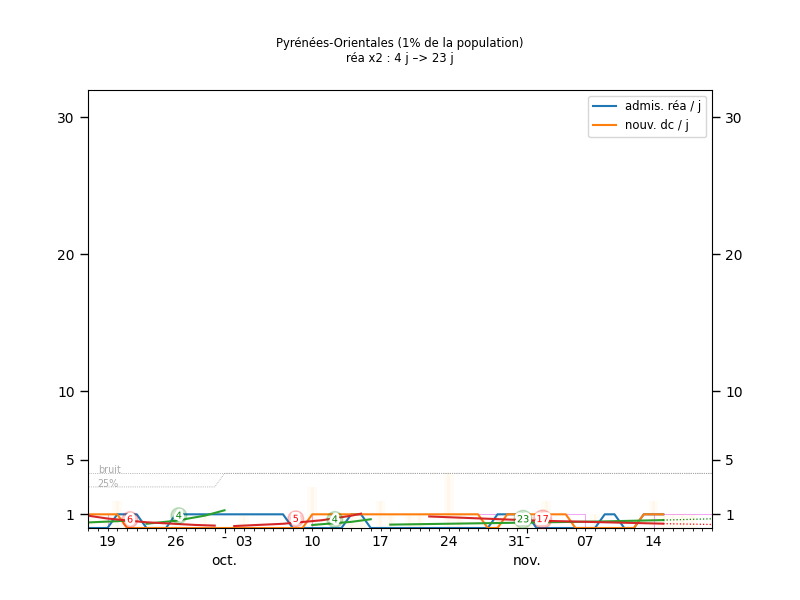 Pyrénées-Orientales (1% de la population)
réa x2 : 4 j –> 23 j
admis. réa / j
nouv. dc / j
30 30
20 20
10 10
5 5
1 1
bruit
25%
6 4 5 4 23 17
19 26 - 03 10 17 24 31 - 07 14
oct. nov.